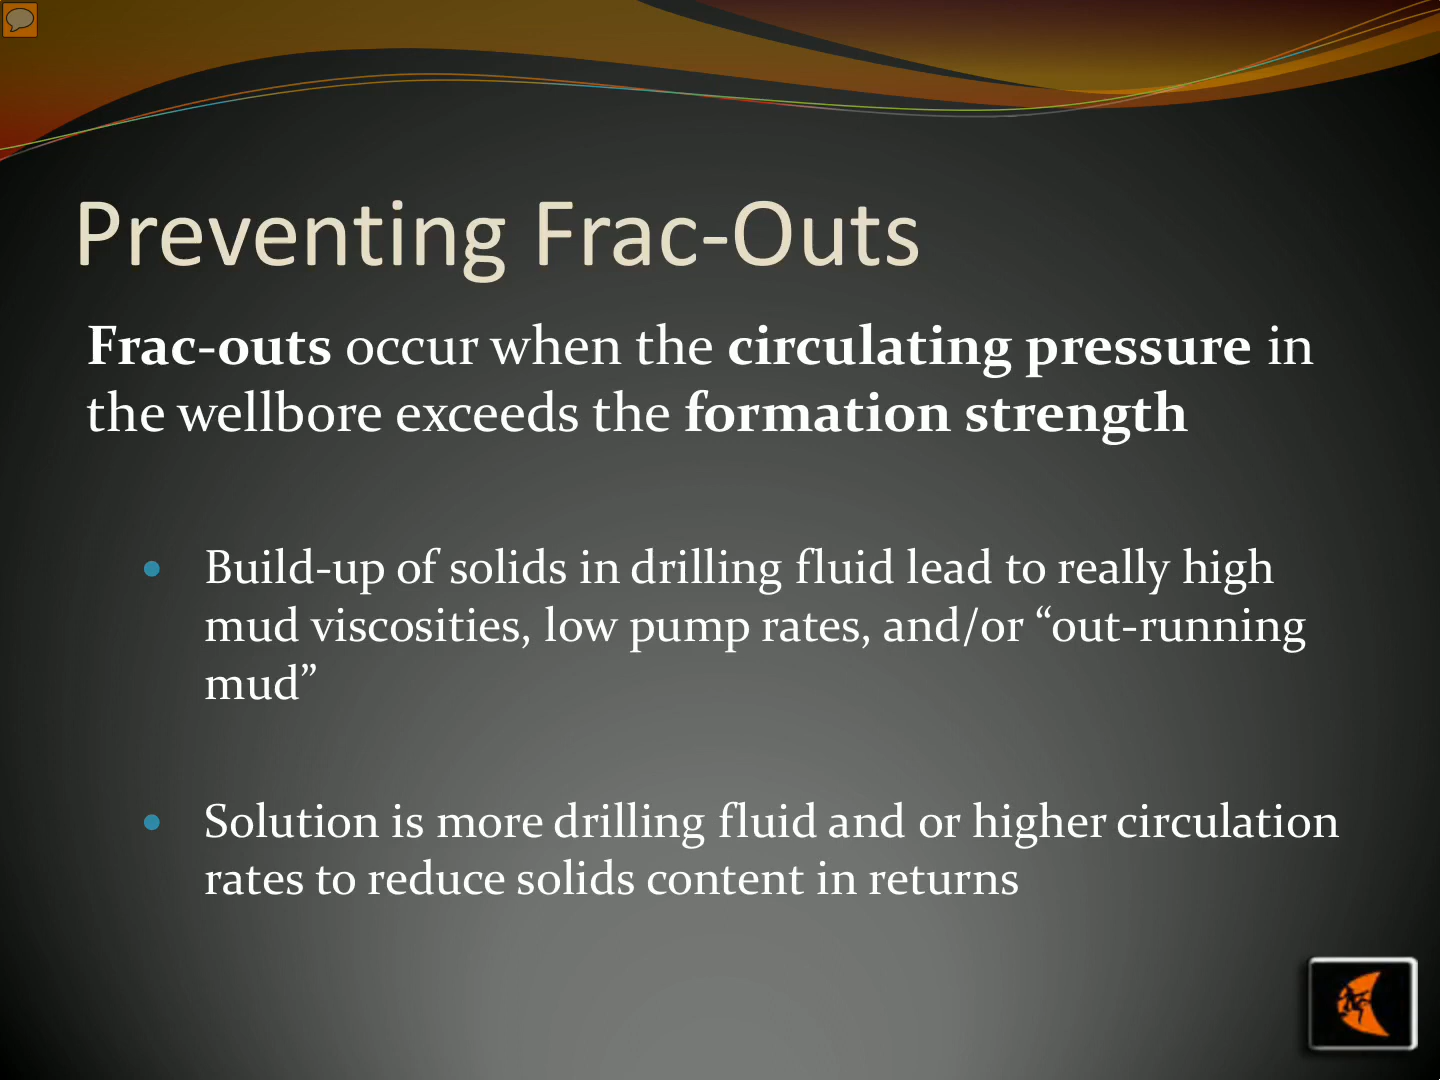 Preventing Frac-Outs
Frac-outs occur when the circulating pressure in
the wellbore exceeds the formation strength
• Build-up of solids in drilling fluid lead to really high
mud viscosities, low pump rates, and/or “out-running
mud”
• Solution is more drilling fluid and or higher circulation
rates to reduce solids content in returns